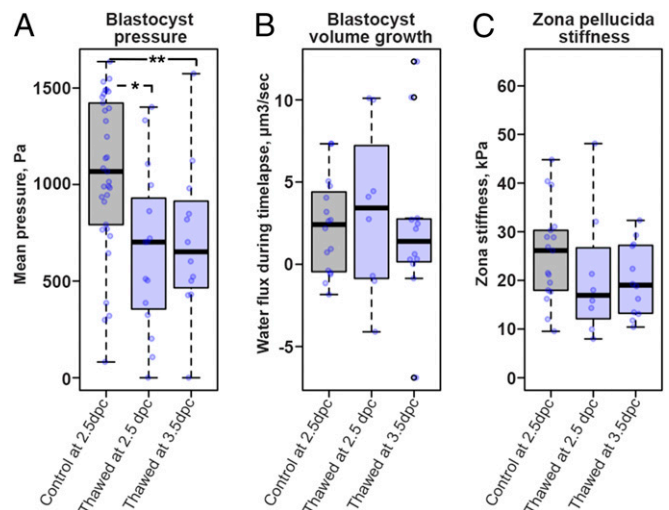 A
Blastocyst
pressure
Mean pressure, Pa
1500
1000
500
0
**
*
Control at 2.5dpc
Thawed at 2.5 dpc
Thawed at 3.5dpc
B
Blastocyst
volume growth
Water flux during timelapse, µm3/sec
10
5
0
-5
Control at 2.5dpc
Thawed at 2.5 dpc
Thawed at 3.5dpc
C
Zona pellucida
stiffness
Zona stiffness, kPa
60
50
40
30
20
10
0
Control at 2.5dpc
Thawed at 2.5 dpc
Thawed at 3.5dpc